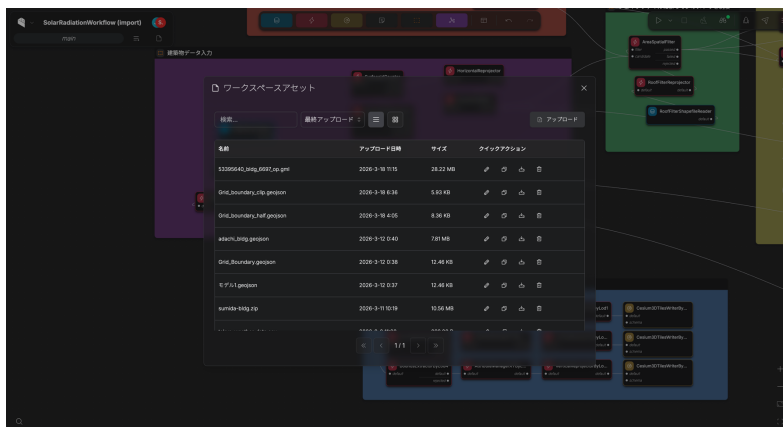 SolarRadiationWorkflow (import)
/main
建築物データ入力
HorizontalReprojector
AreaSpatialFilter
RoofFilterReprojector
RoofFilterShapefileReader
ワークスペースアセット
検索...
最終アップロード
アップロード
名前 アップロード日時 サイズ クイックアクション
53395640_bldg_6697_op.gml 2026-3-18 11:15 28.22 MB
Grid_boundary_clip.geojson 2026-3-18 6:36 5.93 KB
Grid_boundary_half.geojson 2026-3-18 4:05 8.36 KB
adachi_bldg.geojson 2026-3-12 0:40 7.81 MB
Grid_Boundary.geojson 2026-3-12 0:38 12.46 KB
モデル1.geojson 2026-3-12 0:37 12.46 KB
sumida-bldg.zip 2026-3-11 10:19 10.56 MB
1 / 1
Cesium3DTilesWriterBy...
Cesium3DTilesWriterBy...
Cesium3DTilesWriterBy...